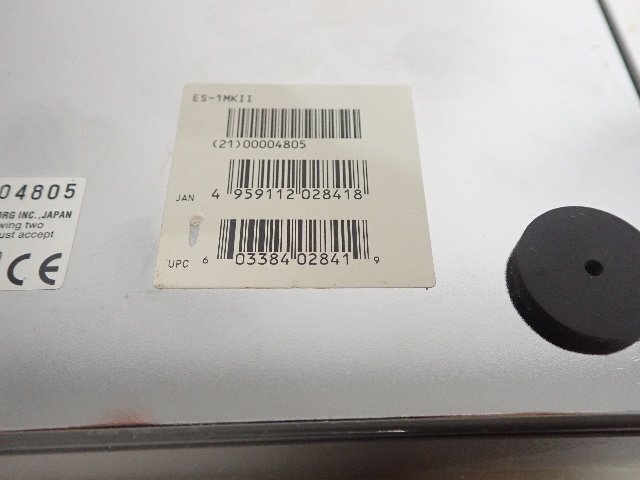 ES-1MKII
(21)00004805
JAN 4 959112 028418
UPC 6 03384 02841 9
04805
ORG INC.,JAPAN
wing two
ust accept
CE